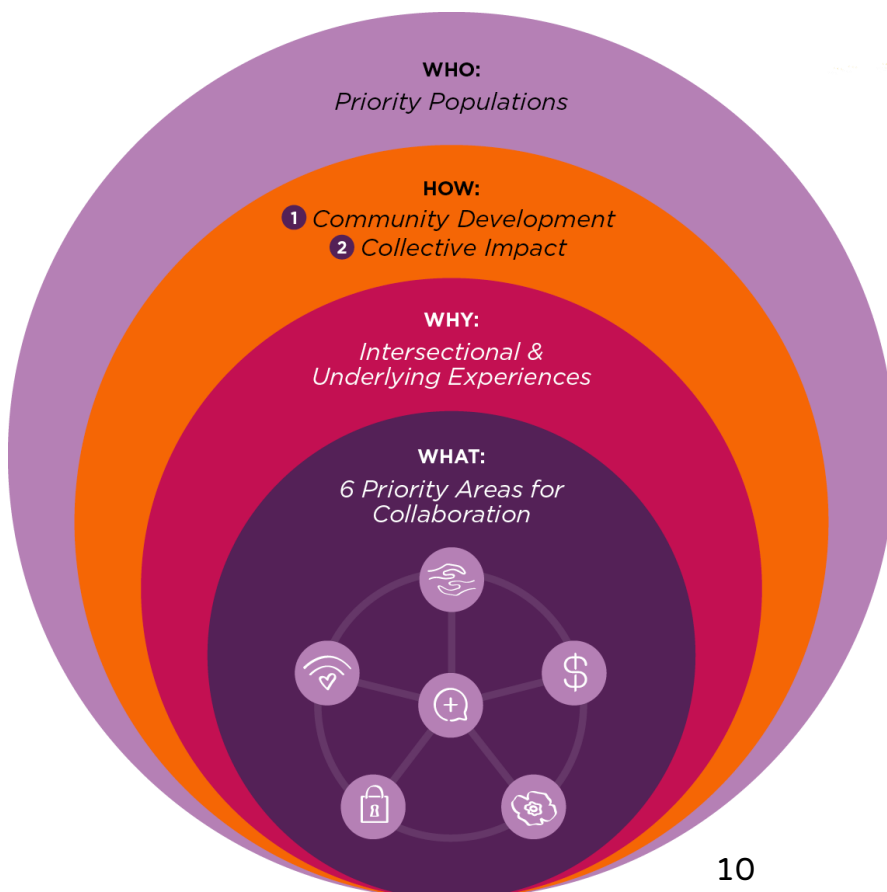 WHO:
Priority Populations
HOW:
1 Community Development
2 Collective Impact
WHY:
Intersectional &
Underlying Experiences
WHAT:
6 Priority Areas for
Collaboration
$
10